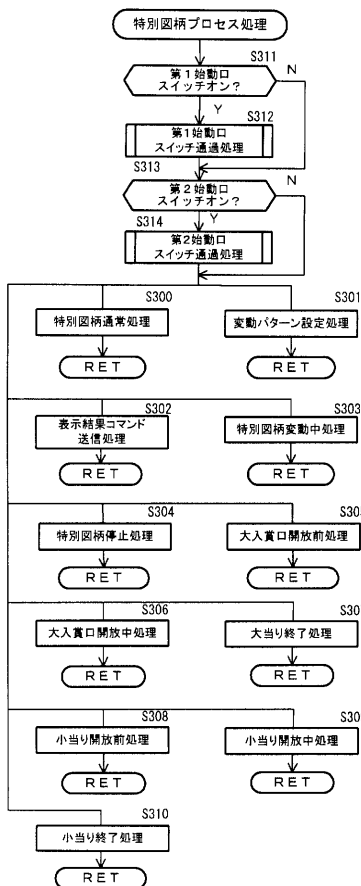 特別図柄プロセス処理
S311
第1始動口
スイッチオン?
N
Y
S312
第1始動口
スイッチ通過処理
S313
第2始動口
スイッチオン?
N
S314
Y
第2始動口
スイッチ通過処理
S300
特別図柄通常処理
RET
S301
変動パターン設定処理
RET
S302
表示結果コマンド
送信処理
RET
S303
特別図柄変動中処理
RET
S304
特別図柄停止処理
RET
S30
大入賞口開放前処理
RET
S306
大入賞口開放中処理
RET
S30
大当り終了処理
RET
S308
小当り開放前処理
RET
S30
小当り開放中処理
RET
S310
小当り終了処理
RET